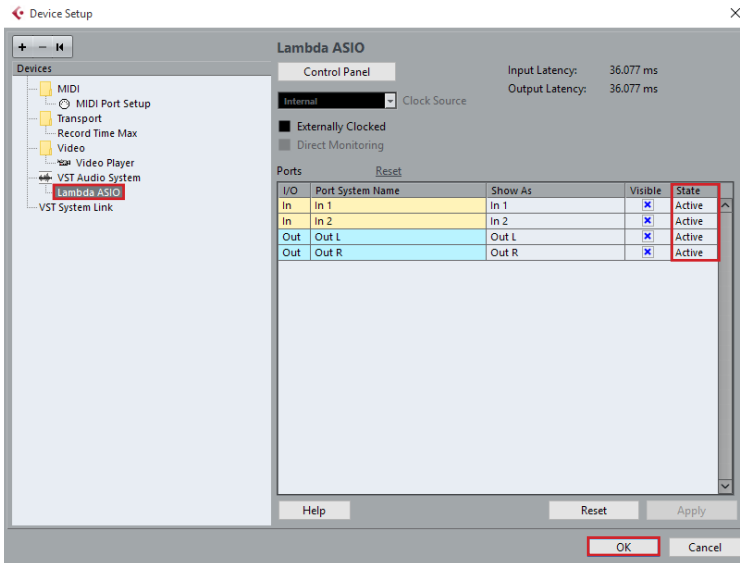 Device Setup
Devices
MIDI
MIDI Port Setup
Transport
Record Time Max
Video
Video Player
VST Audio System
Lambda ASIO
VST System Link
Lambda ASIO
Control Panel
Input Latency: 36.077 ms
Output Latency: 36.077 ms
Internal Clock Source
Externally Clocked
Direct Monitoring
Ports Reset
I/O Port System Name Show As Visible State
In In 1 In 1 Active
In In 2 In 2 Active
Out Out L Out L Active
Out Out R Out R Active
Help Reset Apply
OK Cancel